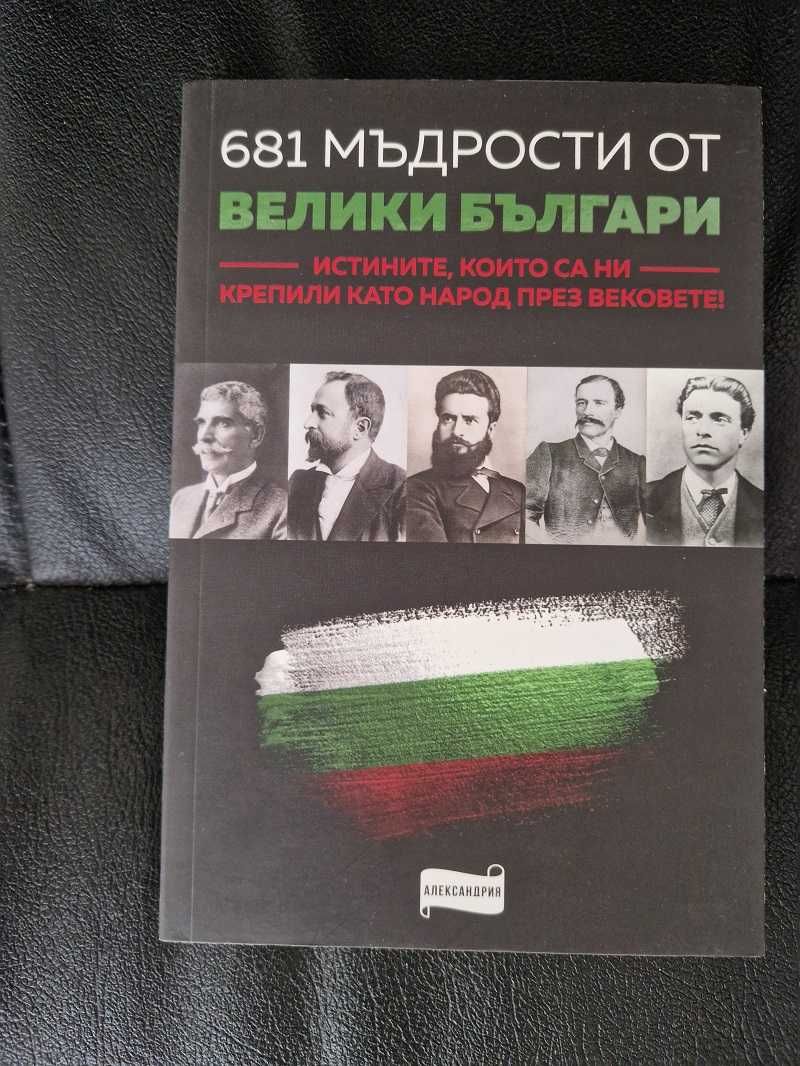 681 МЪДРОСТИ ОТ
ВЕЛИКИ БЪЛГАРИ
ИСТИНИТЕ, КОИТО СА НИ
КРЕПИЛИ КАТО НАРОД ПРЕЗ ВЕКОВЕТЕ!
АЛЕКСАНДРИЯ